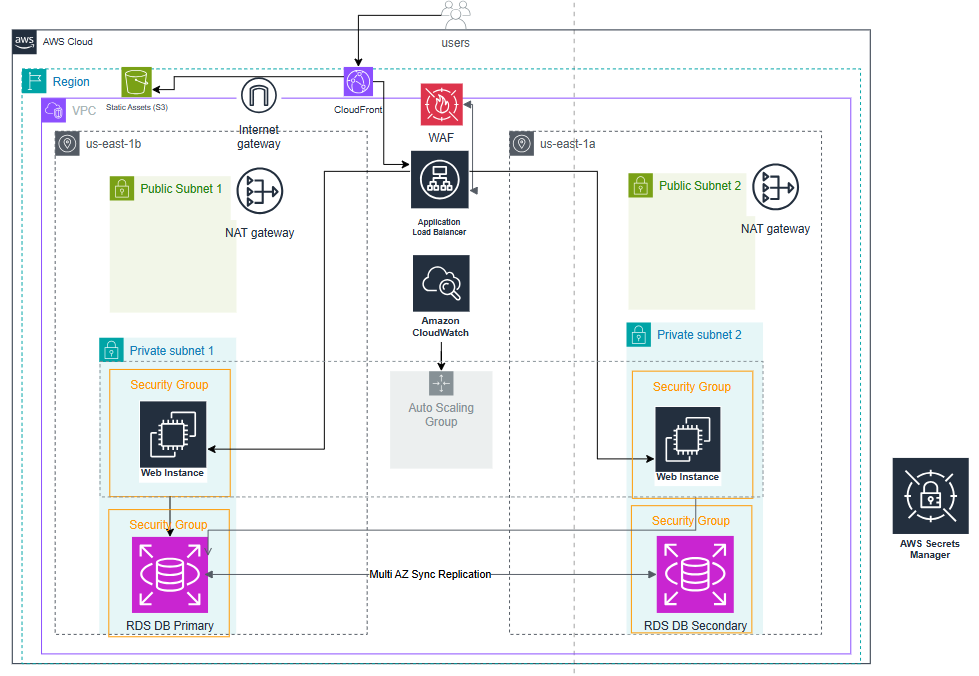 users
aws
AWS Cloud
Region
Static Assets (S3)
CloudFront
VPC
Internet
gateway
WAF
us-east-1b
us-east-1a
Public Subnet 1
NAT gateway
Public Subnet 2
NAT gateway
Application
Load Balancer
Amazon
CloudWatch
Private subnet 1
Private subnet 2
Security Group
Auto Scaling
Group
Security Group
Web Instance
Web Instance
Security Group
Security Group
AWS Secrets
Manager
Multi AZ Sync Replication
RDS DB Primary
RDS DB Secondary